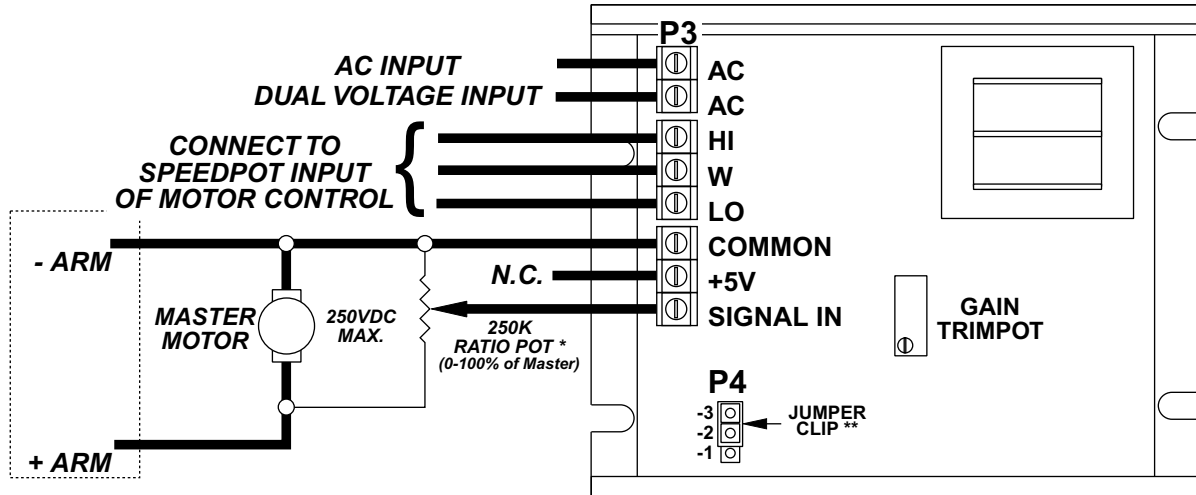 P3
AC INPUT
DUAL VOLTAGE INPUT
CONNECT TO
SPEEDPOT INPUT
OF MOTOR CONTROL
AC
AC
HI
W
LO
COMMON
+5V
SIGNAL IN
- ARM
N.C.
MASTER
MOTOR
250VDC
MAX.
250K
RATIO POT *
(0-100% of Master)
+ ARM
GAIN
TRIMPOT
P4
-3
-2
-1
JUMPER
CLIP **